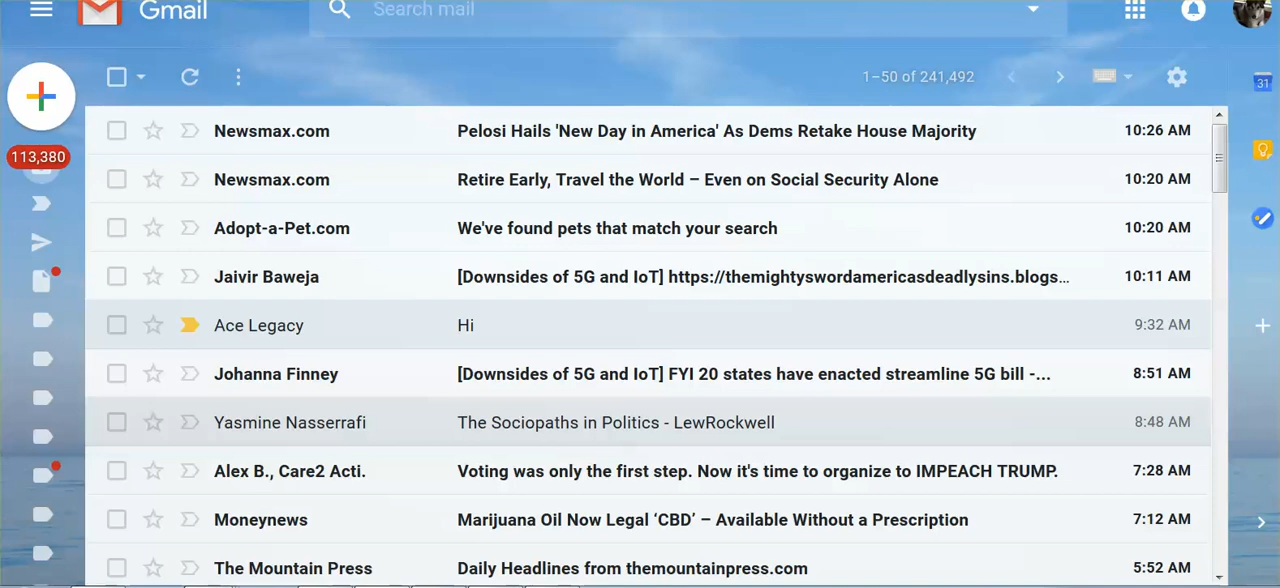 Gmail
Search mail
1–50 of 241,492
31
113,380
Newsmax.com Pelosi Hails 'New Day in America' As Dems Retake House Majority 10:26 AM
Newsmax.com Retire Early, Travel the World – Even on Social Security Alone 10:20 AM
Adopt-a-Pet.com We've found pets that match your search 10:20 AM
Jaivir Baweja [Downsides of 5G and IoT] https://themightyswordamericasdeadlysins.blogs... 10:11 AM
Ace Legacy Hi 9:32 AM
Johanna Finney [Downsides of 5G and IoT] FYI 20 states have enacted streamline 5G bill -... 8:51 AM
Yasmine Nasserrafi The Sociopaths in Politics - LewRockwell 8:48 AM
Alex B., Care2 Acti. Voting was only the first step. Now it's time to organize to IMPEACH TRUMP. 7:28 AM
Moneynews Marijuana Oil Now Legal ‘CBD’ – Available Without a Prescription 7:12 AM
The Mountain Press Daily Headlines from themountainpress.com 5:52 AM